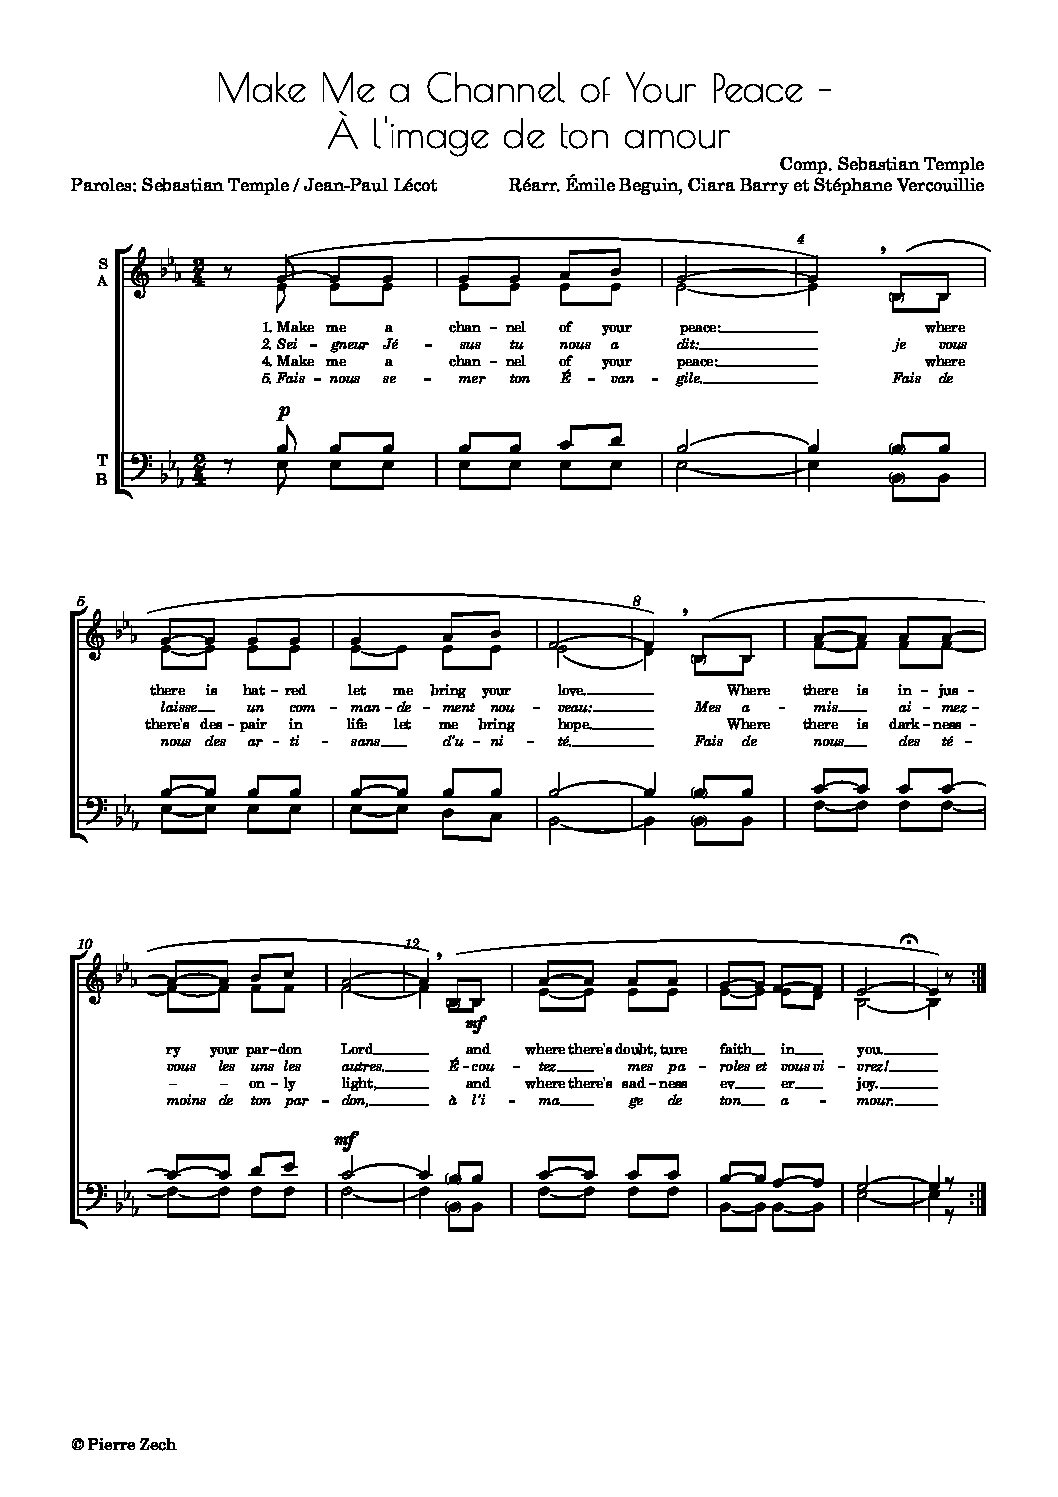 Make Me a Channel of Your Peace –
À l'image de ton amour
Comp. Sebastian Temple
Paroles: Sebastian Temple / Jean-Paul Lécot Réarr. Émile Beguin, Ciara Barry et Stéphane Vercouillie
4
S
A
2 4
1. Make me a chan - nel of your peace: where
2. Sei - gneur Jé - sus tu nous a dit: je vous
4. Make me a chan - nel of your peace: where
5. Fais - nous se - mer ton É - van - gile. Fais de
p
T
B
2 4
5 8
there is hat - red let me bring your love. Where there is in - jus -
laisse un com - man - de - ment nou - veau: Mes a - mis ai - mez -
there's des - pair in life let me bring hope. Where there is dark - ness -
nous des ar - ti - sans d'u - ni - té. Fais de nous des té -
10 12
mf
ry your par - don Lord and where there's doubt, ture faith in you.
vous les uns les autres. É - cou - tez mes pa - roles et vous vi - vrez!
- - on - ly light, and where there's sad - ness ev er joy.
moins de ton par - don, à l'i - ma ge de ton a - mour.
mf
© Pierre Zech